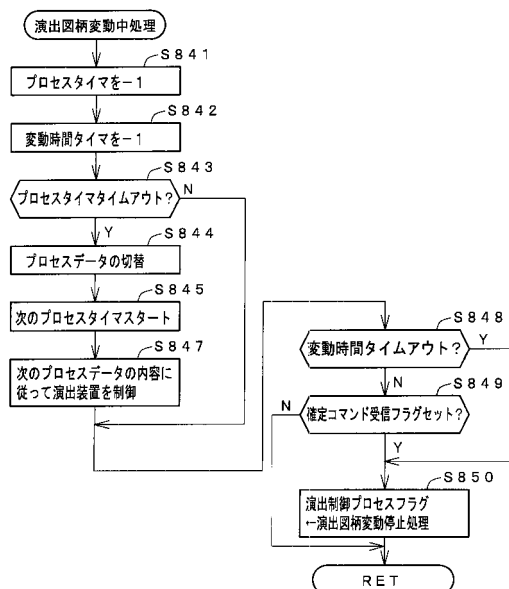 演出図柄変動中処理
S841
プロセスタイマを−1
S842
変動時間タイマを−1
S843
プロセスタイマタイムアウト?
N
Y
S844
プロセスデータの切替
S845
次のプロセスタイマスタート
S847
次のプロセスデータの内容に
従って演出装置を制御
S848
変動時間タイムアウト?
Y
N
S849
確定コマンド受信フラグセット?
N
Y
S850
演出制御プロセスフラグ
←演出図柄変動停止処理
RET